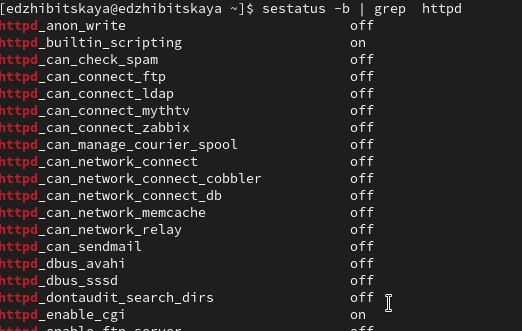 [edzhibitskaya@edzhibitskaya ~]$ sestatus -b | grep  httpd
httpd_anon_write                     off
httpd_builtin_scripting              on
httpd_can_check_spam                 off
httpd_can_connect_ftp                off
httpd_can_connect_ldap               off
httpd_can_connect_mythtv             off
httpd_can_connect_zabbix             off
httpd_can_manage_courier_spool       off
httpd_can_network_connect            off
httpd_can_network_connect_cobbler    off
httpd_can_network_connect_db         off
httpd_can_network_memcache           off
httpd_can_network_relay              off
httpd_can_sendmail                   off
httpd_dbus_avahi                     off
httpd_dbus_sssd                      off
httpd_dontaudit_search_dirs          off
httpd_enable_cgi                     on
httpd_enable_ftp_server              off